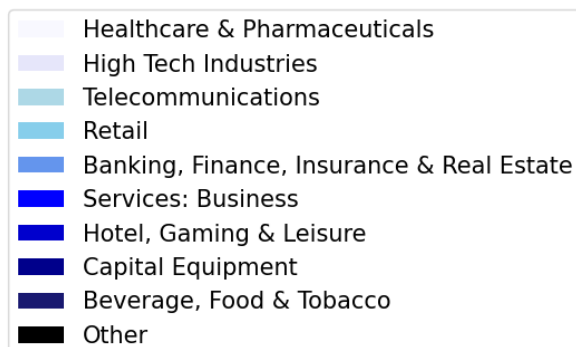 Healthcare & Pharmaceuticals
High Tech Industries
Telecommunications
Retail
Banking, Finance, Insurance & Real Estate
Services: Business
Hotel, Gaming & Leisure
Capital Equipment
Beverage, Food & Tobacco
Other